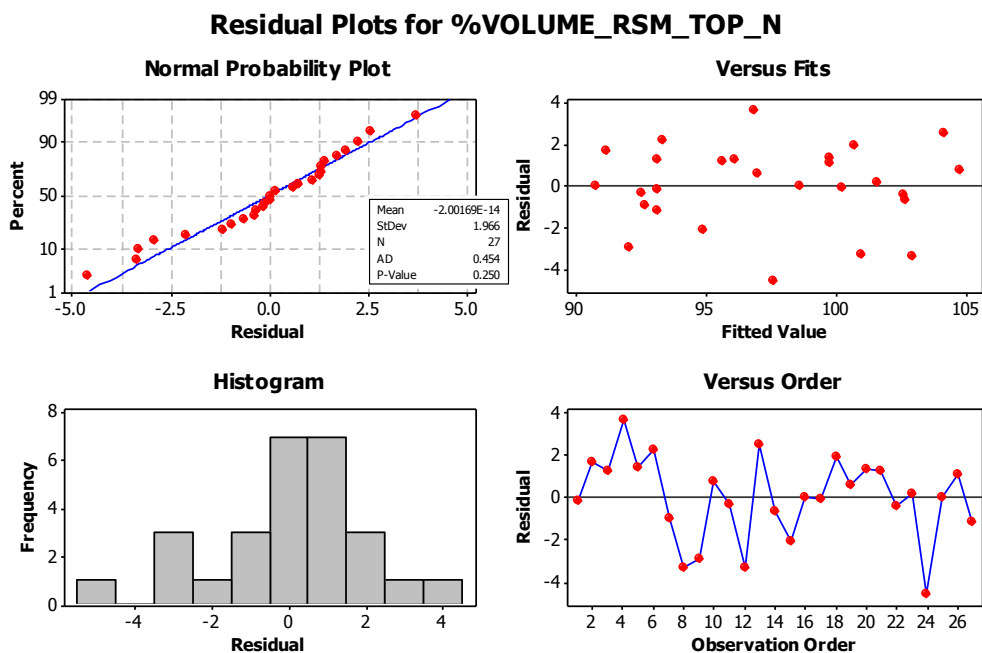 Residual Plots for %VOLUME_RSM_TOP_N
Normal Probability Plot
99
90
50
10
1
Percent
-5.0 -2.5 0.0 2.5 5.0
Residual
Mean -2.00169E-14
StDev 1.966
N 27
AD 0.454
P-Value 0.250
Versus Fits
4
2
0
-2
-4
Residual
90 95 100 105
Fitted Value
Histogram
8
6
4
2
0
Frequency
-4 -2 0 2 4
Residual
Versus Order
4
2
0
-2
-4
Residual
2 4 6 8 10 12 14 16 18 20 22 24 26
Observation Order